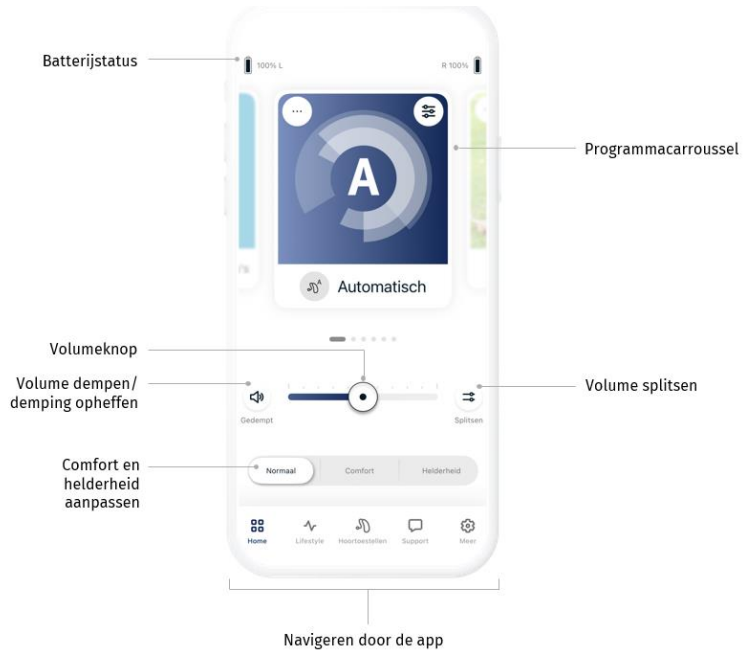 Batterijstatus
100% L
R 100%
...
A
Programmacarroussel
A
Automatisch
Volumeknop
Volume dempen/
demping opheffen
Volume splitsen
Gedempt
Splitsen
Comfort en
helderheid
aanpassen
Normaal
Comfort
Helderheid
Home
Lifestyle
Hoortoestellen
Support
Meer
Navigeren door de app